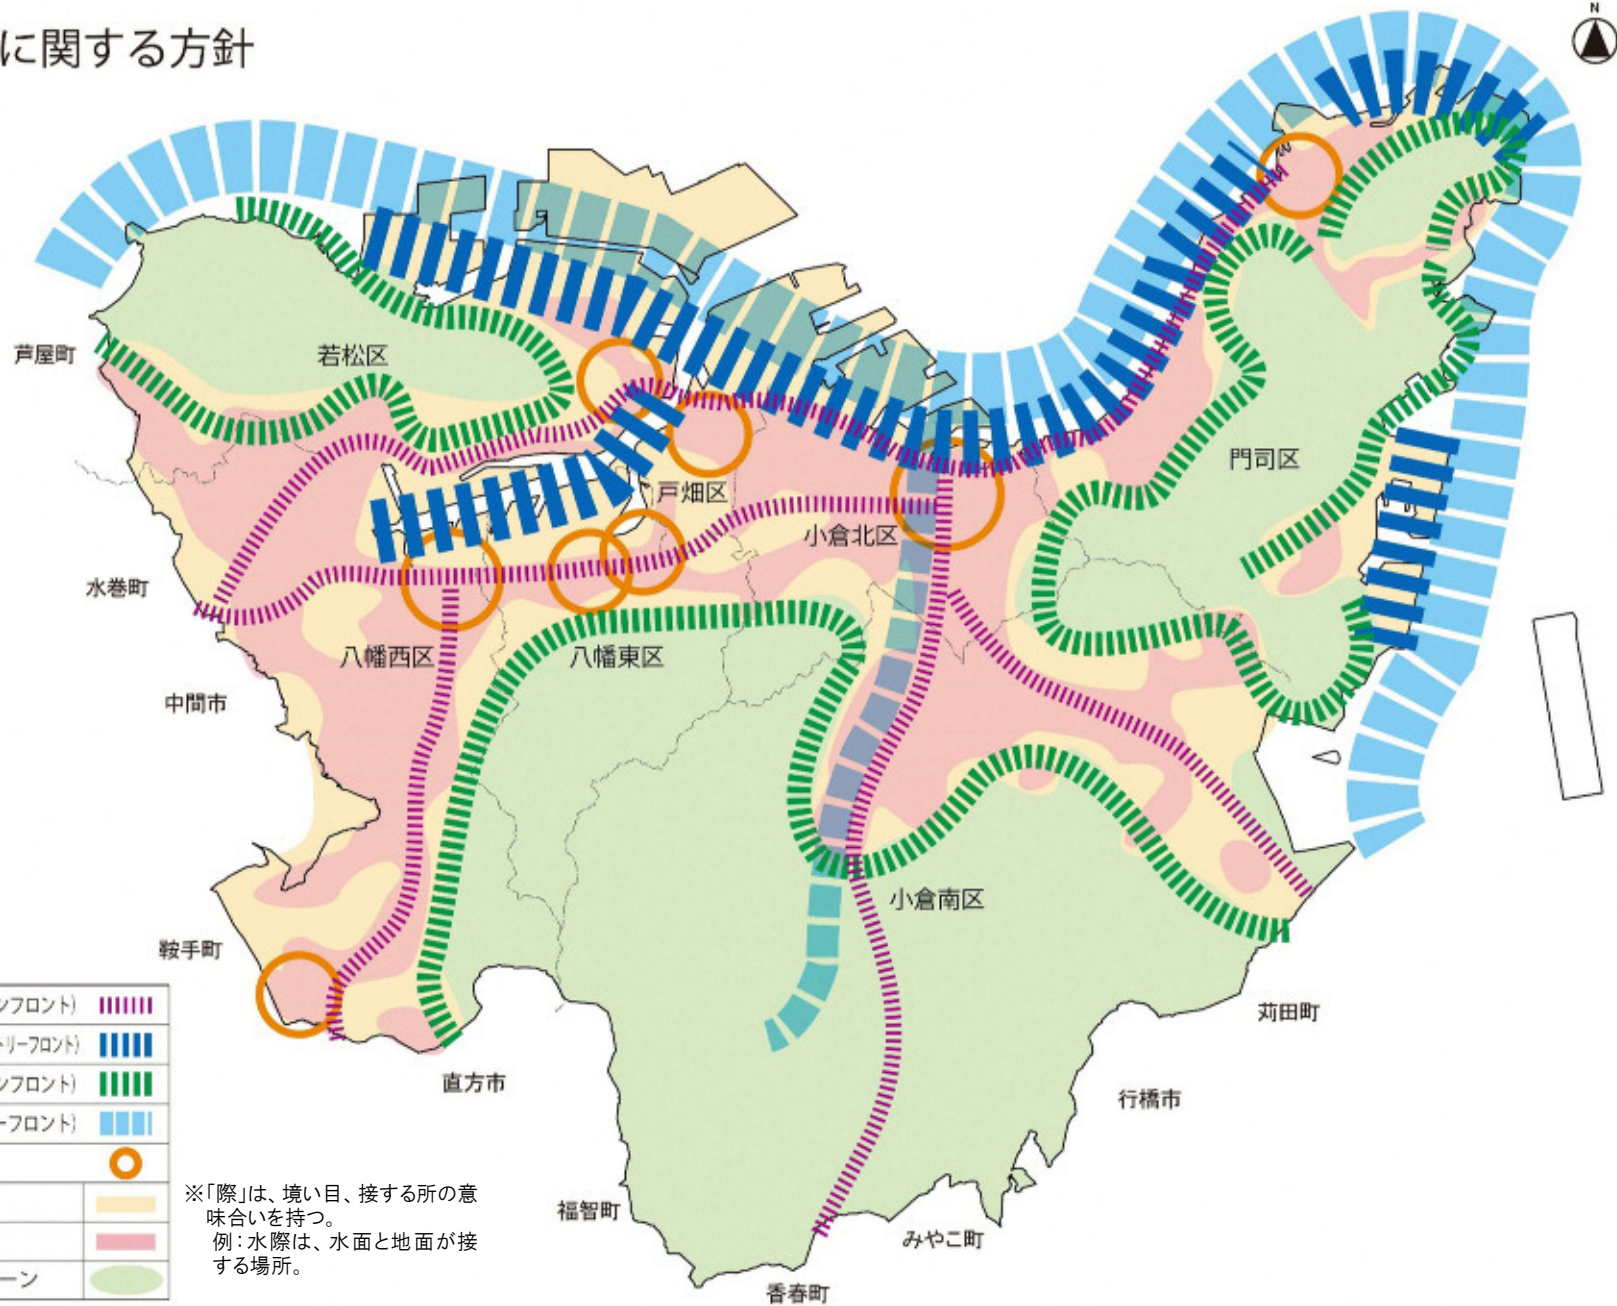 に関する方針
N
芦屋町
若松区
門司区
戸畑区
小倉北区
水巻町
八幡西区
八幡東区
中間市
小倉南区
鞍手町
苅田町
ンフロント)
トリーフロント)
ンフロント)
ーフロント)
ーン
直方市
行橋市
※「際」は、境い目、接する所の意
味合いを持つ。
例：水際は、水面と地面が接
する場所。
福智町
みやこ町
香春町